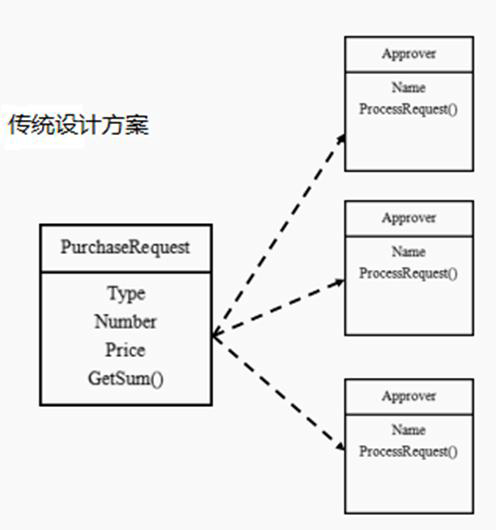 传统设计方案
PurchaseRequest
Type
Number
Price
GetSum()
Approver
Name
ProcessRequest()
Approver
Name
ProcessRequest()
Approver
Name
ProcessRequest()